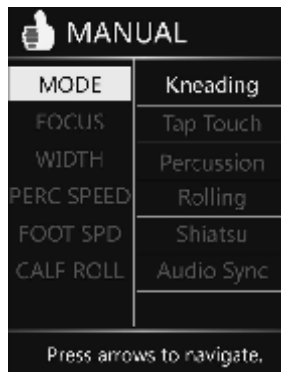 MANUAL
MODE Kneading
FOCUS Tap Touch
WIDTH Percussion
PERC SPEED Rolling
FOOT SPD Shiatsu
CALF ROLL Audio Sync
Press arrows to navigate.